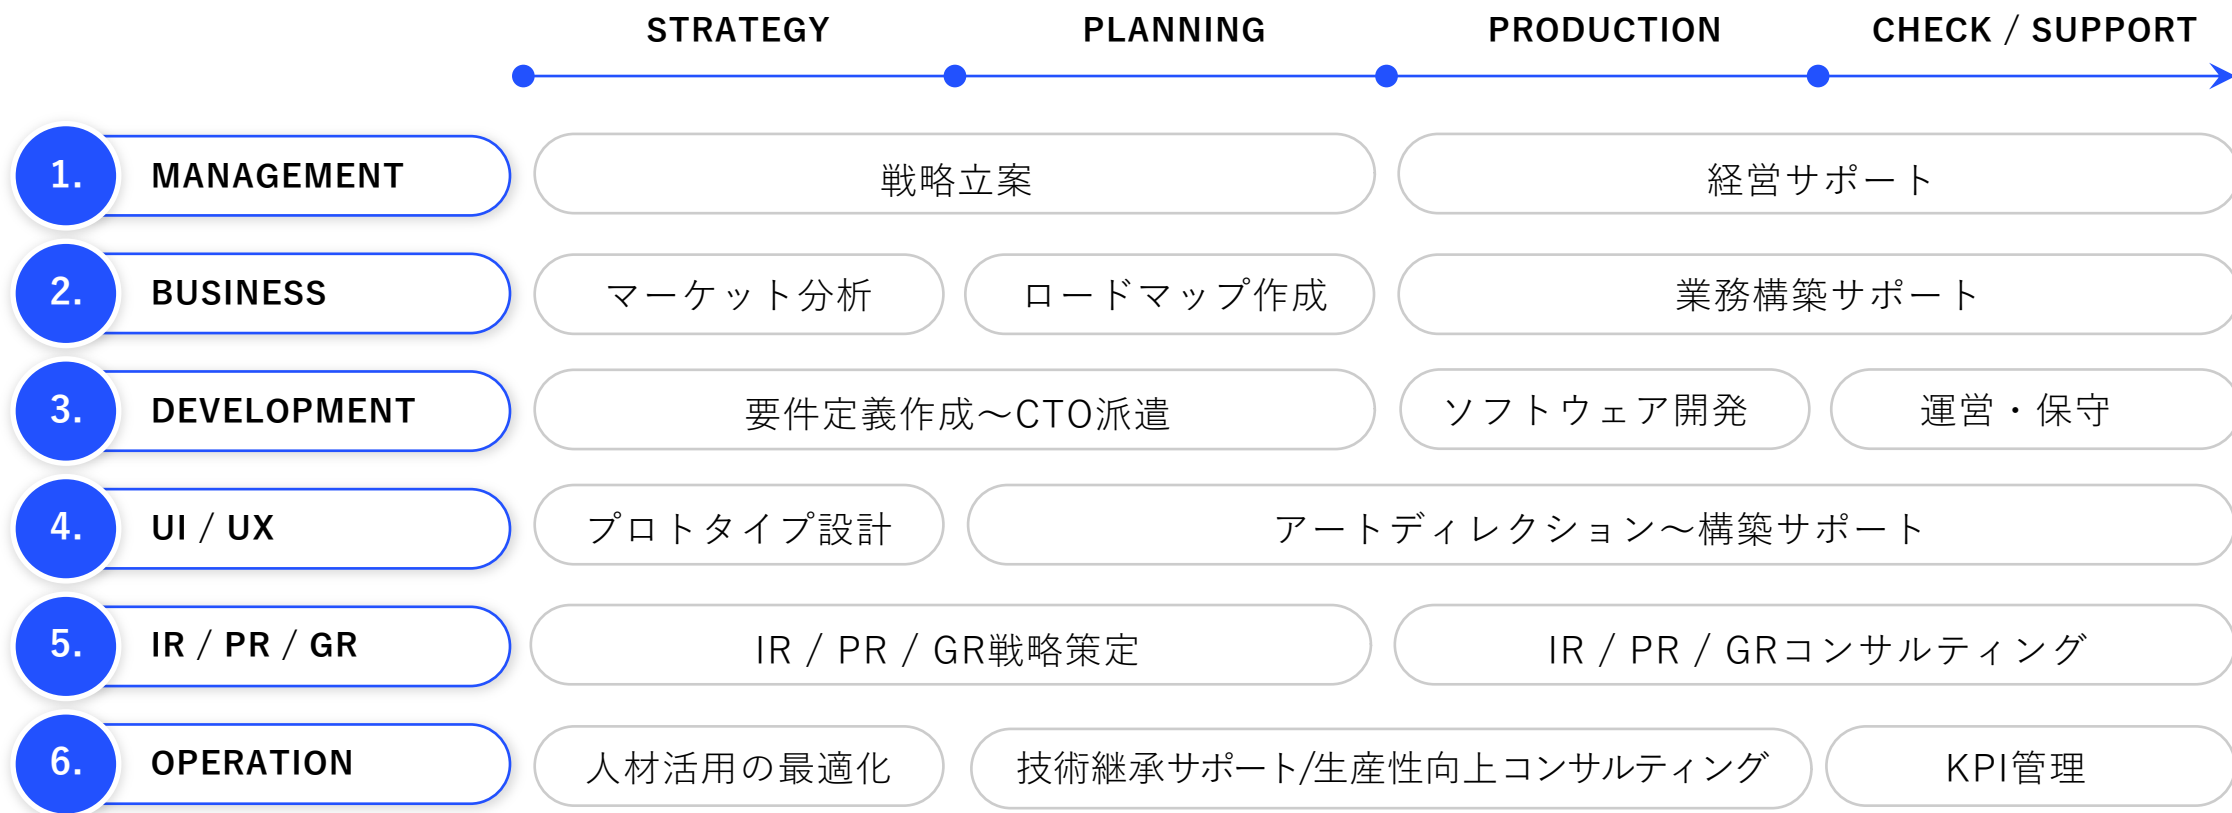 STRATEGY PLANNING PRODUCTION CHECK / SUPPORT
1. MANAGEMENT 戦略立案 経営サポート
2. BUSINESS マーケット分析 ロードマップ作成 業務構築サポート
3. DEVELOPMENT 要件定義作成〜CTO派遣 ソフトウェア開発 運営・保守
4. UI / UX プロトタイプ設計 アートディレクション〜構築サポート
5. IR / PR / GR IR / PR / GR戦略策定 IR / PR / GRコンサルティング
6. OPERATION 人材活用の最適化 技術継承サポート/生産性向上コンサルティング KPI管理